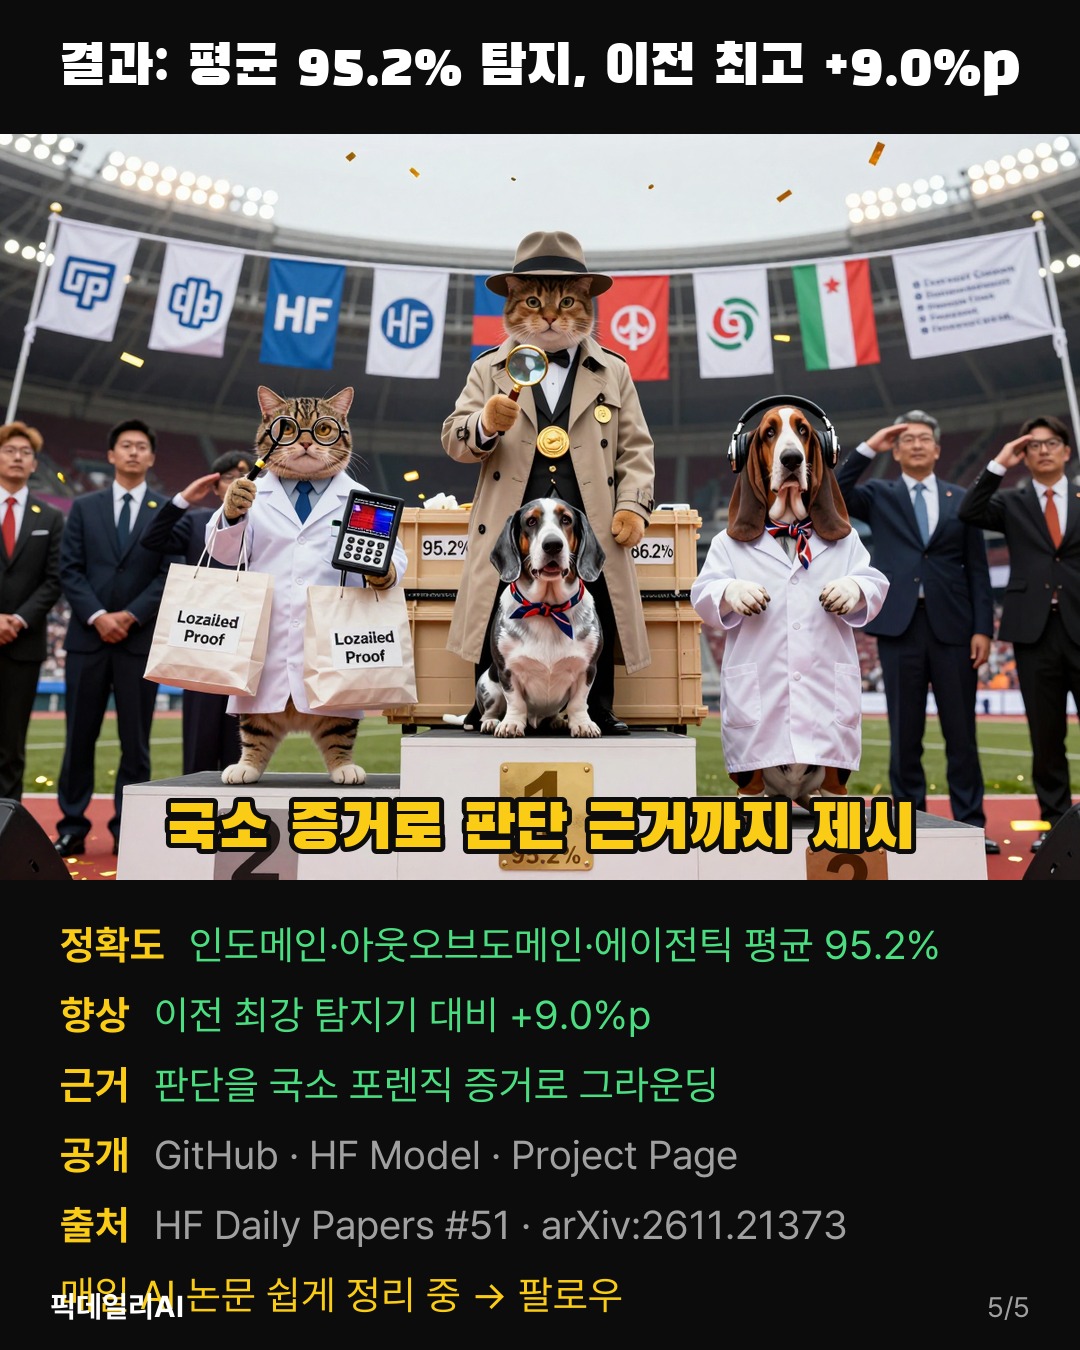 결과: 평균 95.2% 탐지, 이전 최고 +9.0%p
HF
HF
95.2%
86.2%
Lozailed
Proof
Lozailed
Proof
1
95.2%
2
국소 증거로 판단 근거까지 제시
정확도 인도메인·아웃오브도메인·에이전틱 평균 95.2%
향상 이전 최강 탐지기 대비 +9.0%p
근거 판단을 국소 포렌직 증거로 그라운딩
공개 GitHub · HF Model · Project Page
출처 HF Daily Papers #51 · arXiv:2611.21373
매일 AI 논문 쉽게 정리 중 → 팔로우
픽데일리AI
5/5